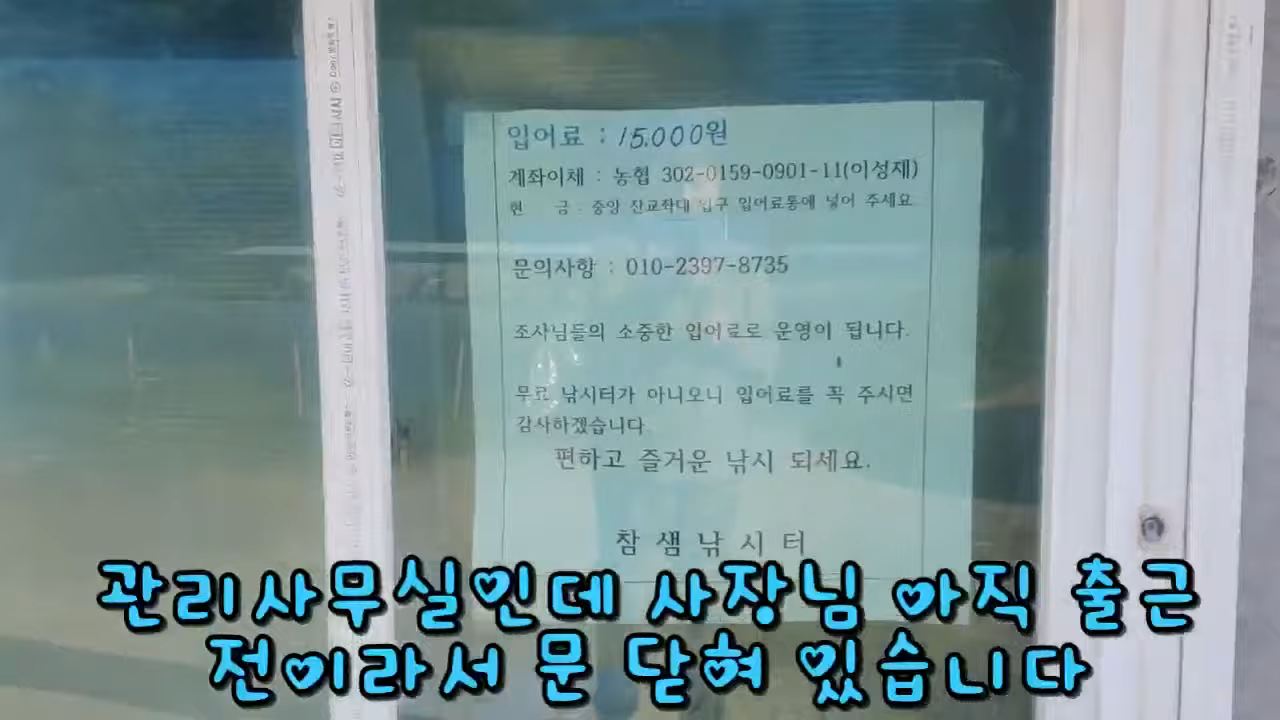 입어료 : 15.000원
계좌이체 : 농협 302-0159-0901-11(이성재)
현 금 : 중앙 잔교좌대 입구 입어료통에 넣어 주세요
문의사항 : 010-2397-8735
조사님들의 소중한 입어료로 운영이 됩니다.
무료 낚시터가 아니오니 입어료를 꼭 주시면
감사하겠습니다.
편하고 즐거운 낚시 되세요.
참샘낚시터
관리사무실인데 사장님 아직 출근
전이라서 문 닫혀 있습니다